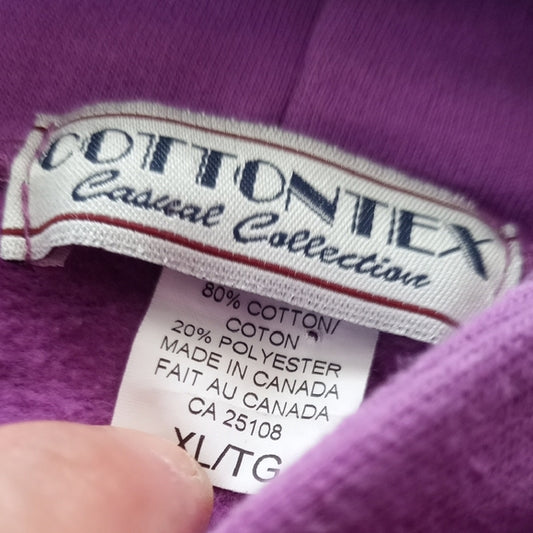 COTTONTEX
Casual Collection
80% COTTON/
COTON
20% POLYESTER
MADE IN CANADA
FAIT AU CANADA
CA 25108
XL/TG